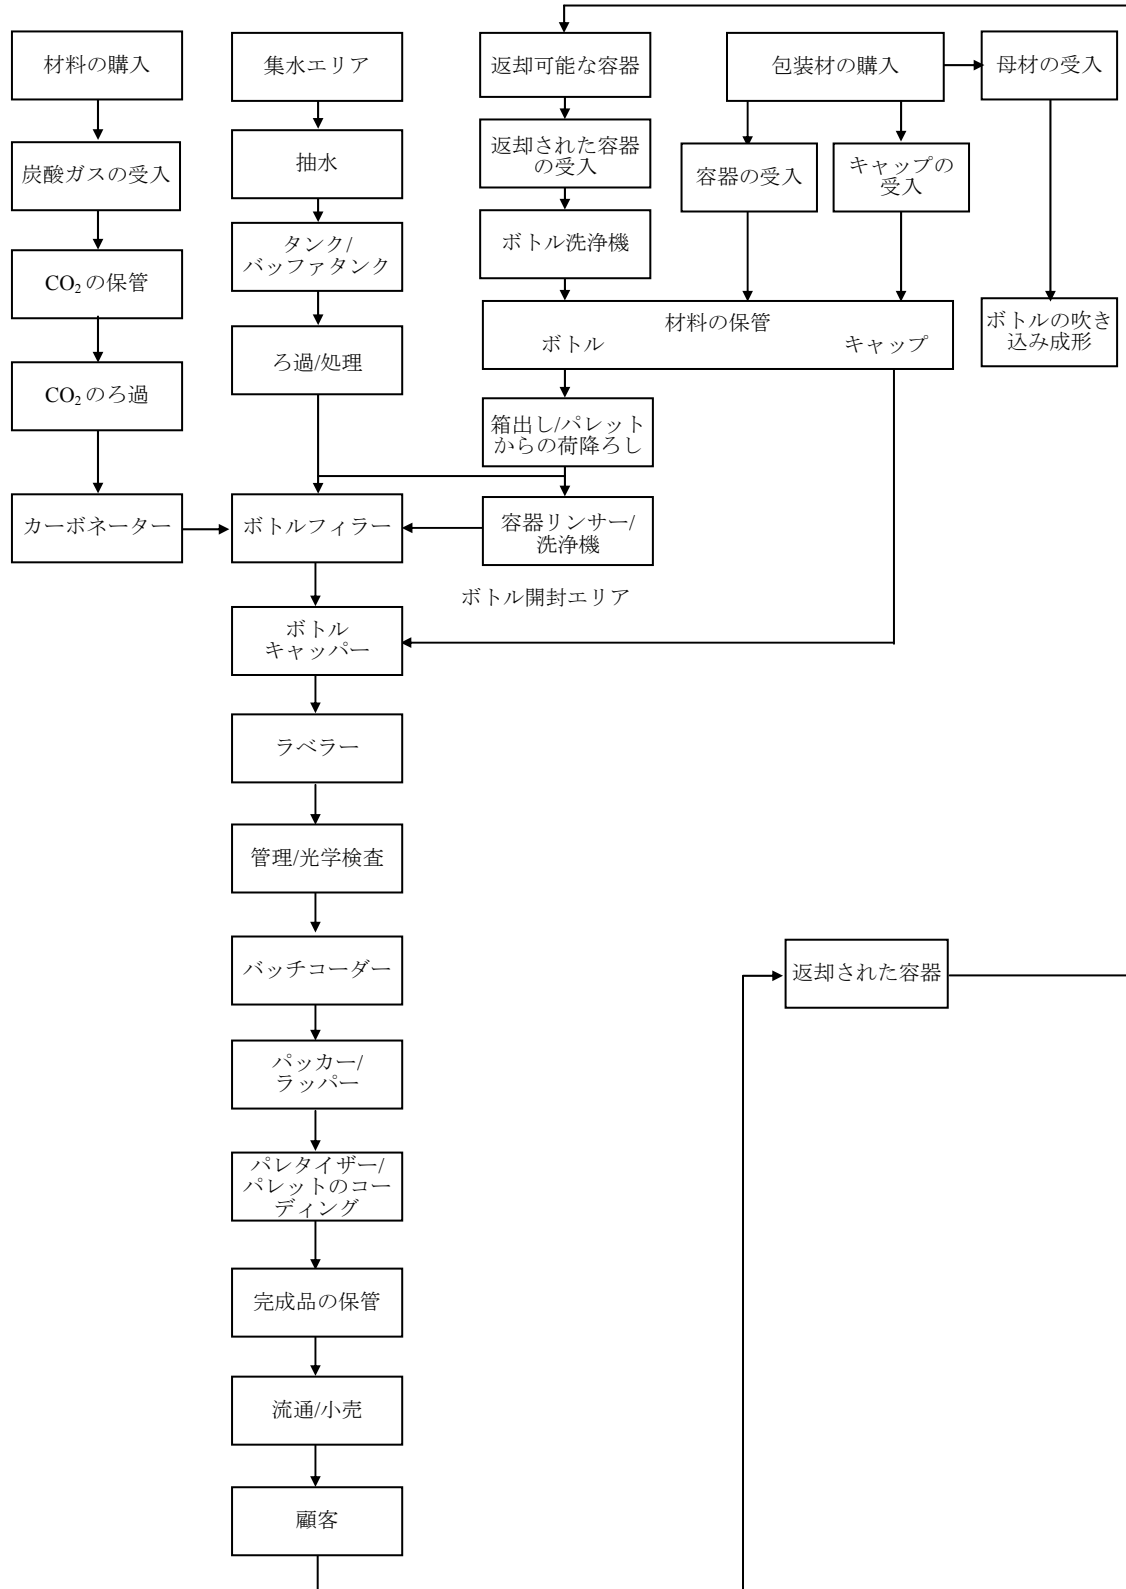 材料の購入
集水エリア
返却可能な容器
包装材の購入
母材の受入
炭酸ガスの受入
抽水
返却された容器
の受入
容器の受入
キャップの
受入
CO₂の保管
タンク/
バッファタンク
ボトル洗浄機
材料の保管
ボトル
キャップ
ボトルの吹き
込み成形
CO₂のろ過
ろ過/処理
箱出し/パレット
からの荷降ろし
カーボネーター
ボトルフィラー
容器リンサー/
洗浄機
ボトル開封エリア
ボトル
キャッパー
ラベラー
管理/光学検査
バッチコーダー
返却された容器
パッカー/
ラッパー
パレタイザー/
パレットのコー
ディング
完成品の保管
流通/小売
顧客